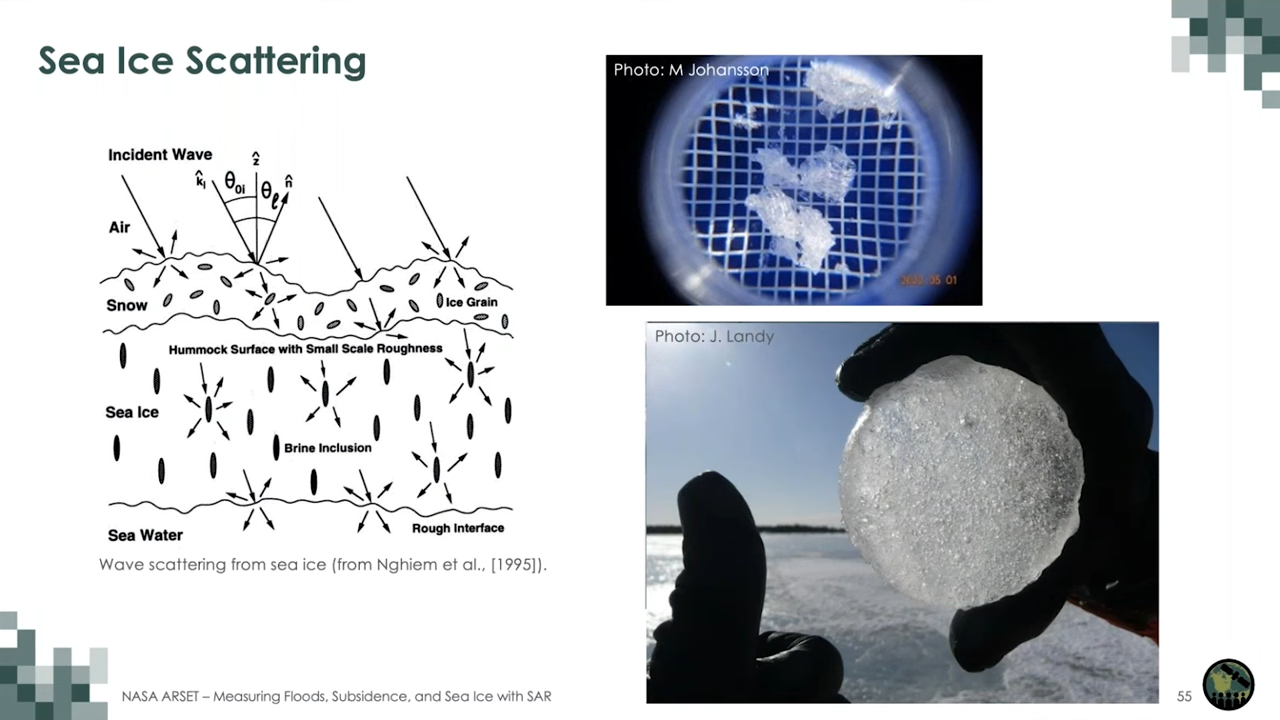 Sea Ice Scattering
Incident Wave
ẑ
k̂ᵢ
θ₀ᵢ
θℓ
n̂
Air
Snow
Ice Grain
Hummock Surface with Small Scale Roughness
Sea Ice
Brine Inclusion
Sea Water
Rough Interface
Wave scattering from sea ice (from Nghiem et al., [1995]).
Photo: M Johansson
Photo: J. Landy
NASA ARSET – Measuring Floods, Subsidence, and Sea Ice with SAR
55